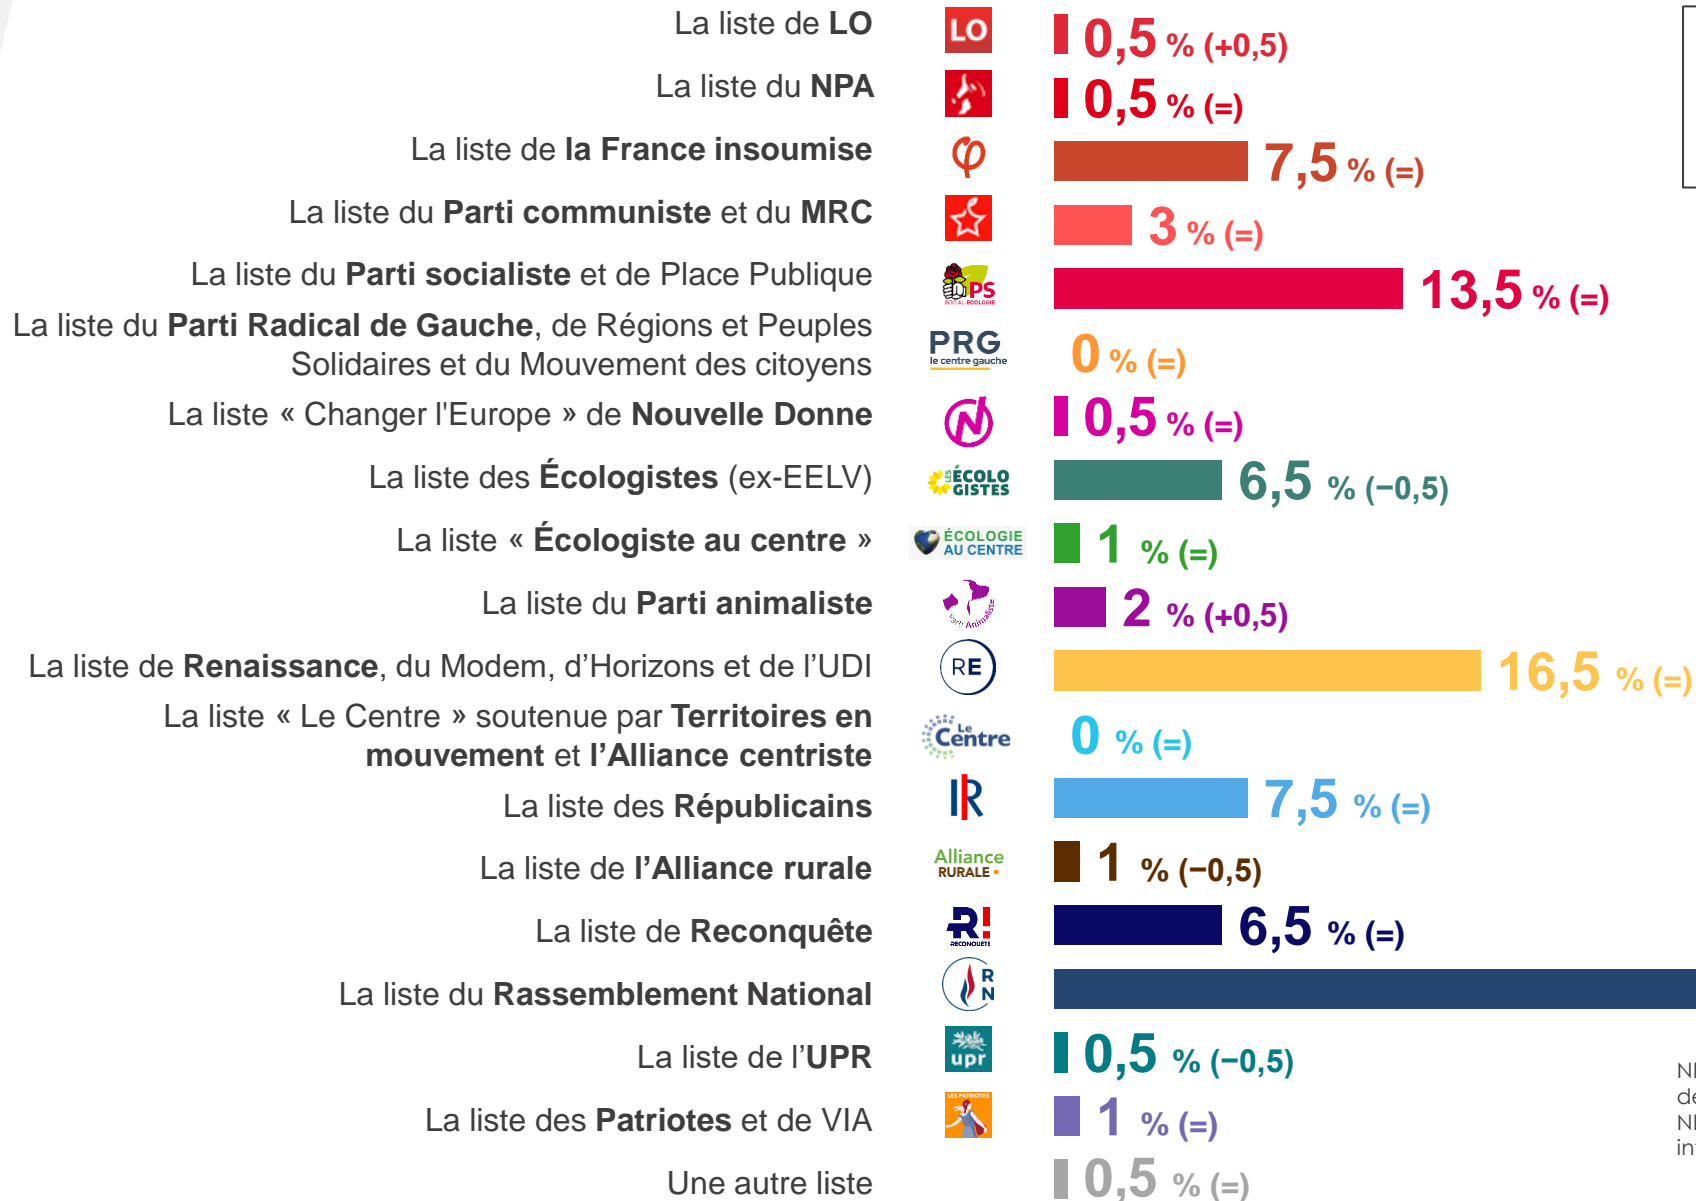 La liste de LO LO 0,5 % (+0,5)
La liste du NPA 0,5 % (=)
La liste de la France insoumise φ 7,5 % (=)
La liste du Parti communiste et du MRC 3 % (=)
La liste du Parti socialiste et de Place Publique PS SOCIAL-ECOLOGIE 13,5 % (=)
La liste du Parti Radical de Gauche, de Régions et Peuples
Solidaires et du Mouvement des citoyens PRG le centre gauche 0 % (=)
La liste « Changer l'Europe » de Nouvelle Donne N 0,5 % (=)
La liste des Écologistes (ex-EELV) LES ÉCOLO GISTES 6,5 % (−0,5)
La liste « Écologiste au centre » ÉCOLOGIE AU CENTRE 1 % (=)
La liste du Parti animaliste Parti Animaliste 2 % (+0,5)
La liste de Renaissance, du Modem, d’Horizons et de l’UDI RE 16,5 % (=)
La liste « Le Centre » soutenue par Territoires en
mouvement et l’Alliance centriste Le Centre 0 % (=)
La liste des Républicains lR 7,5 % (=)
La liste de l’Alliance rurale Alliance RURALE 1 % (−0,5)
La liste de Reconquête R! RECONQUÊTE 6,5 % (=)
La liste du Rassemblement National RN
La liste de l’UPR upr 0,5 % (−0,5)
La liste des Patriotes et de VIA LES PATRIOTES 1 % (=)
Une autre liste 0,5 % (=)